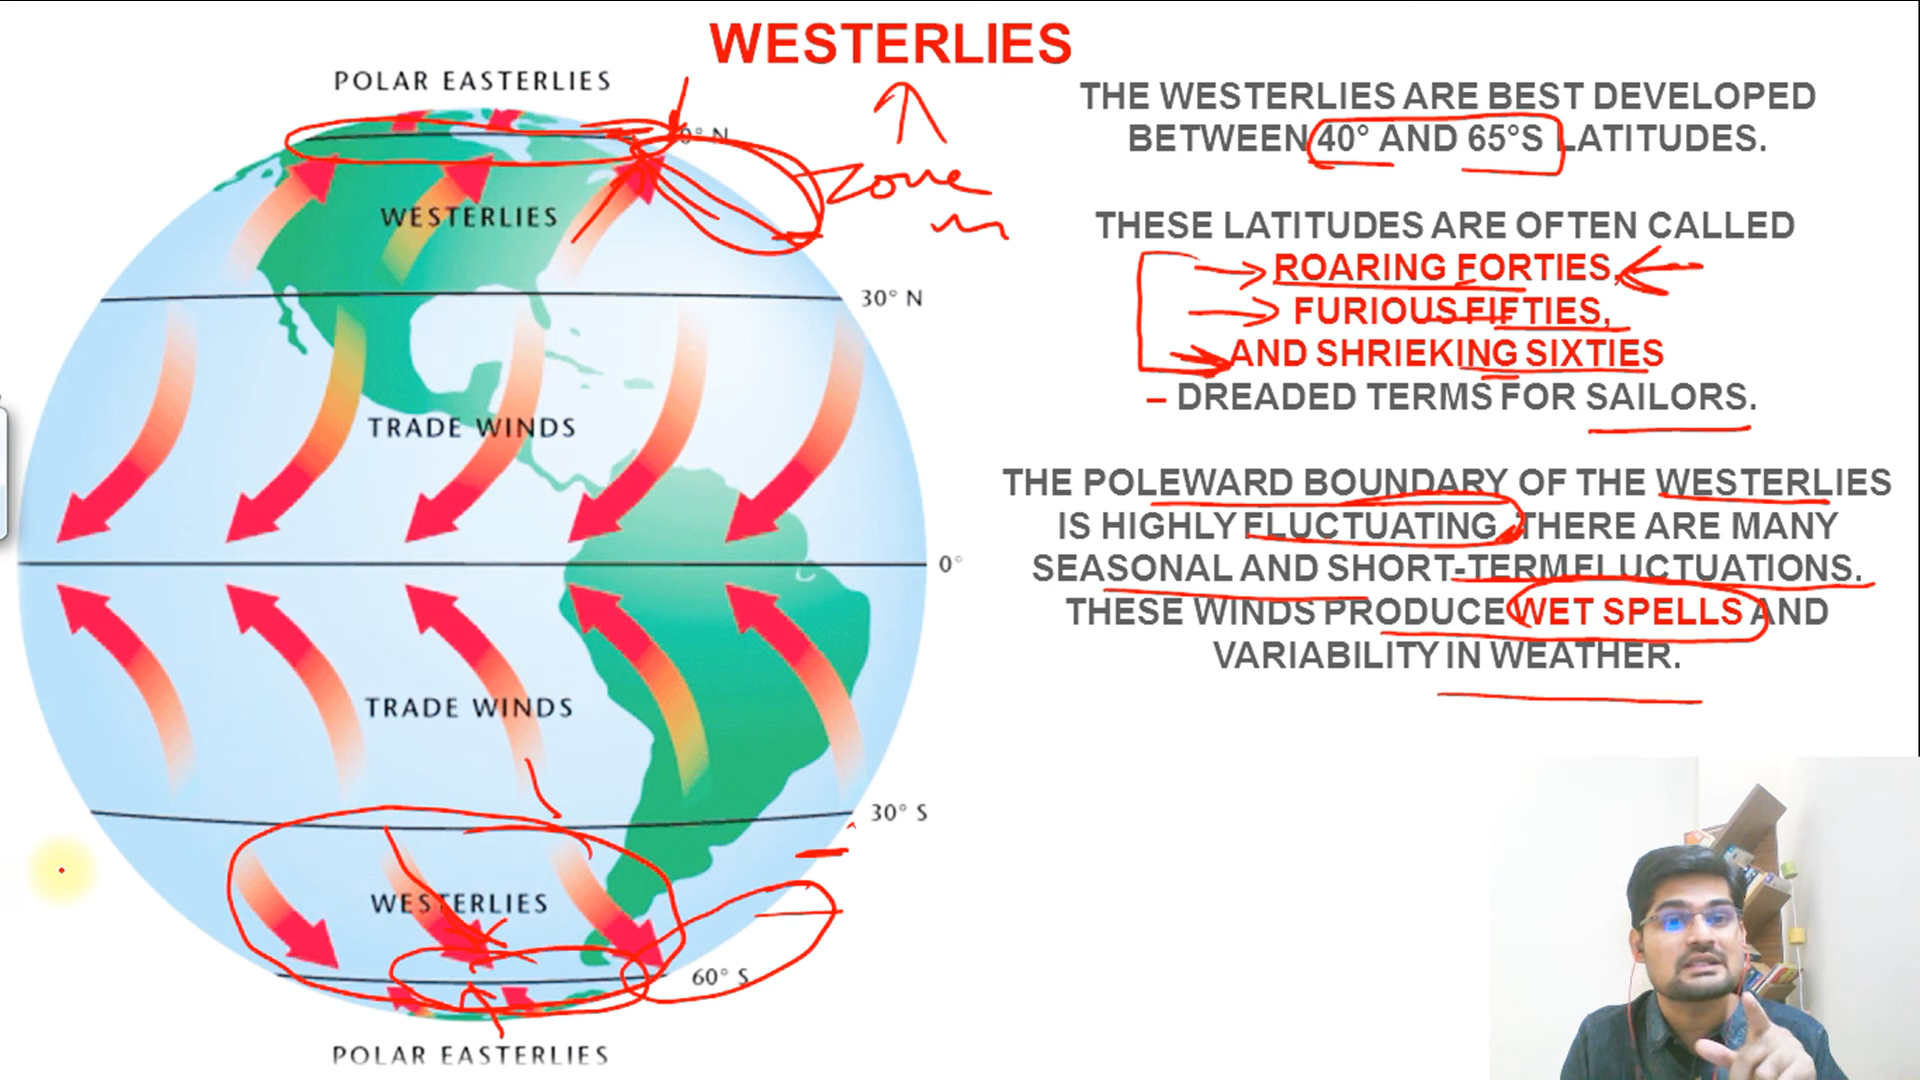 WESTERLIES
POLAR EASTERLIES
0° N
WESTERLIES
30° N
TRADE WINDS
0°
TRADE WINDS
30° S
WESTERLIES
60° S
POLAR EASTERLIES
Zone
THE WESTERLIES ARE BEST DEVELOPED
BETWEEN 40° AND 65°S LATITUDES.
THESE LATITUDES ARE OFTEN CALLED
ROARING FORTIES,
FURIOUS FIFTIES,
AND SHRIEKING SIXTIES
– DREADED TERMS FOR SAILORS.
THE POLEWARD BOUNDARY OF THE WESTERLIES
IS HIGHLY FLUCTUATING. THERE ARE MANY
SEASONAL AND SHORT-TERM FLUCTUATIONS.
THESE WINDS PRODUCE WET SPELLS AND
VARIABILITY IN WEATHER.